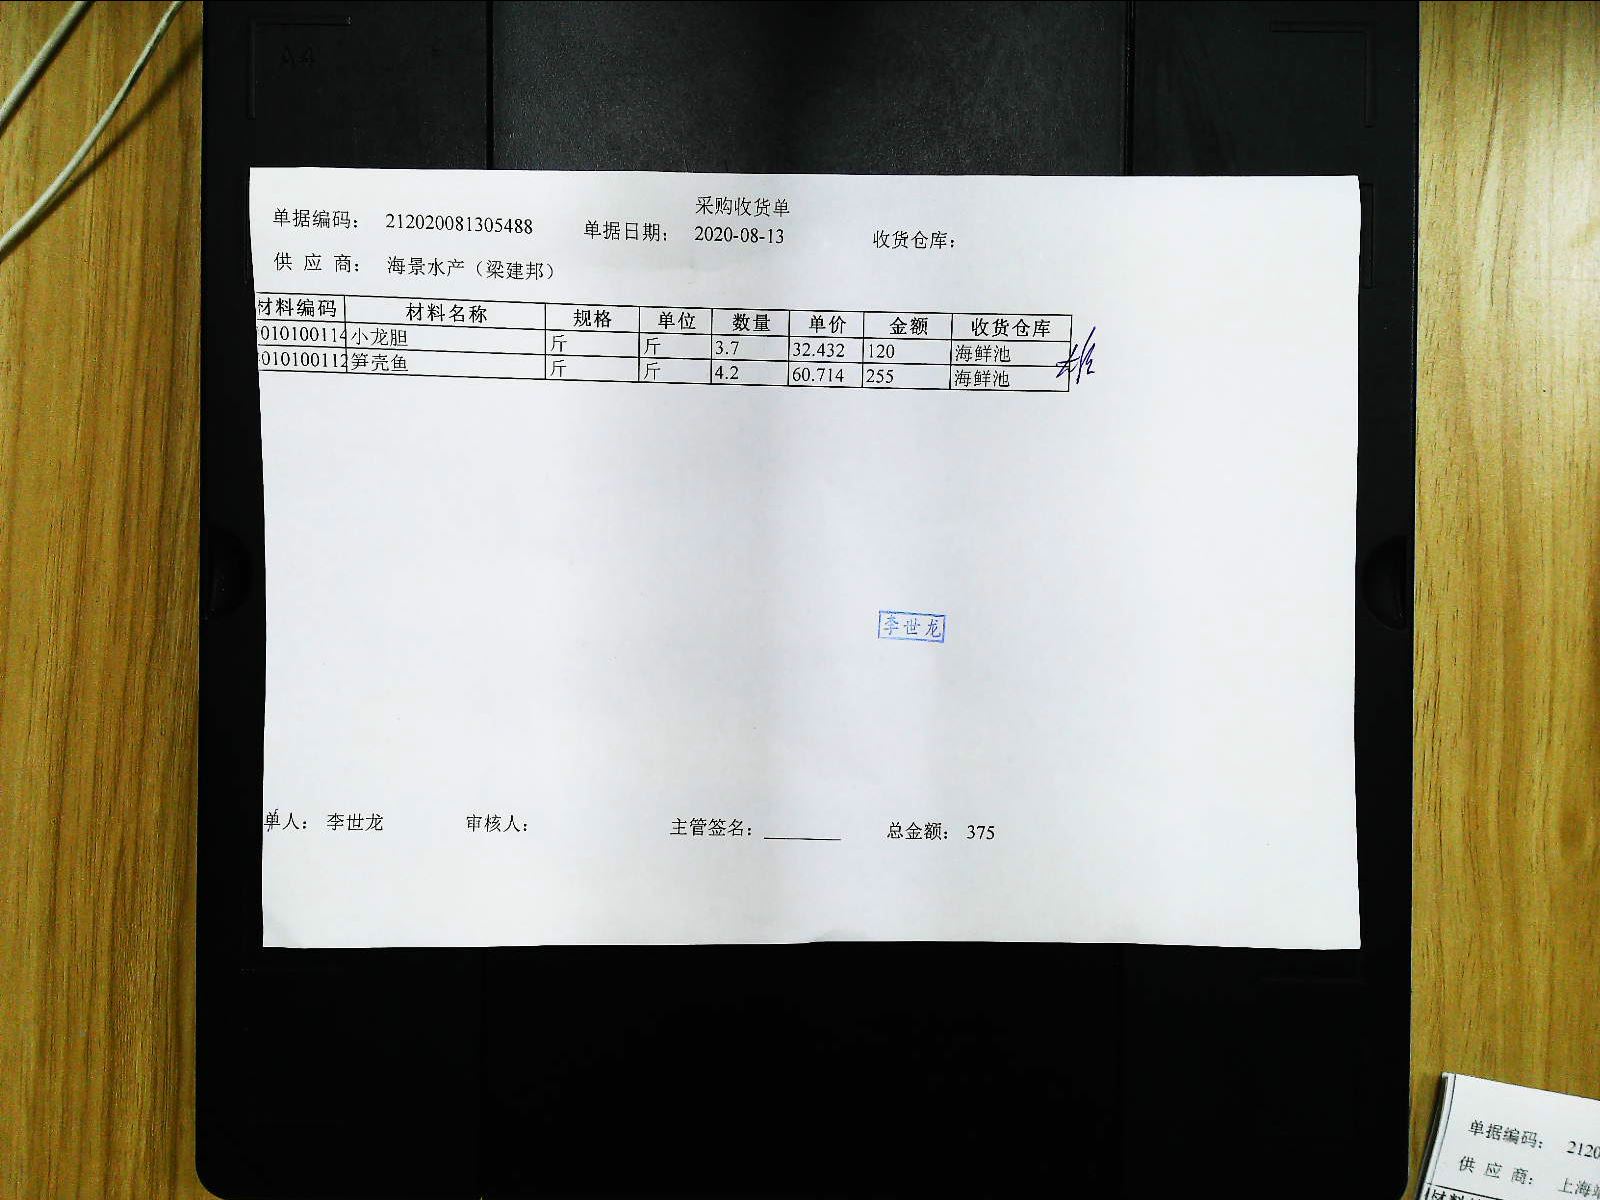 采购收货单
单据编码： 212020081305488 单据日期： 2020-08-13 收货仓库：
供 应 商： 海景水产（梁建邦）
材料编码 材料名称 规格 单位 数量 单价 金额 收货仓库
010100114 小龙胆 斤 斤 3.7 32.432 120 海鲜池
010100112 笋壳鱼 斤 斤 4.2 60.714 255 海鲜池
李世龙
单人： 李世龙 审核人： 主管签名：________ 总金额： 375
单据编码： 2120
供 应 商： 上海